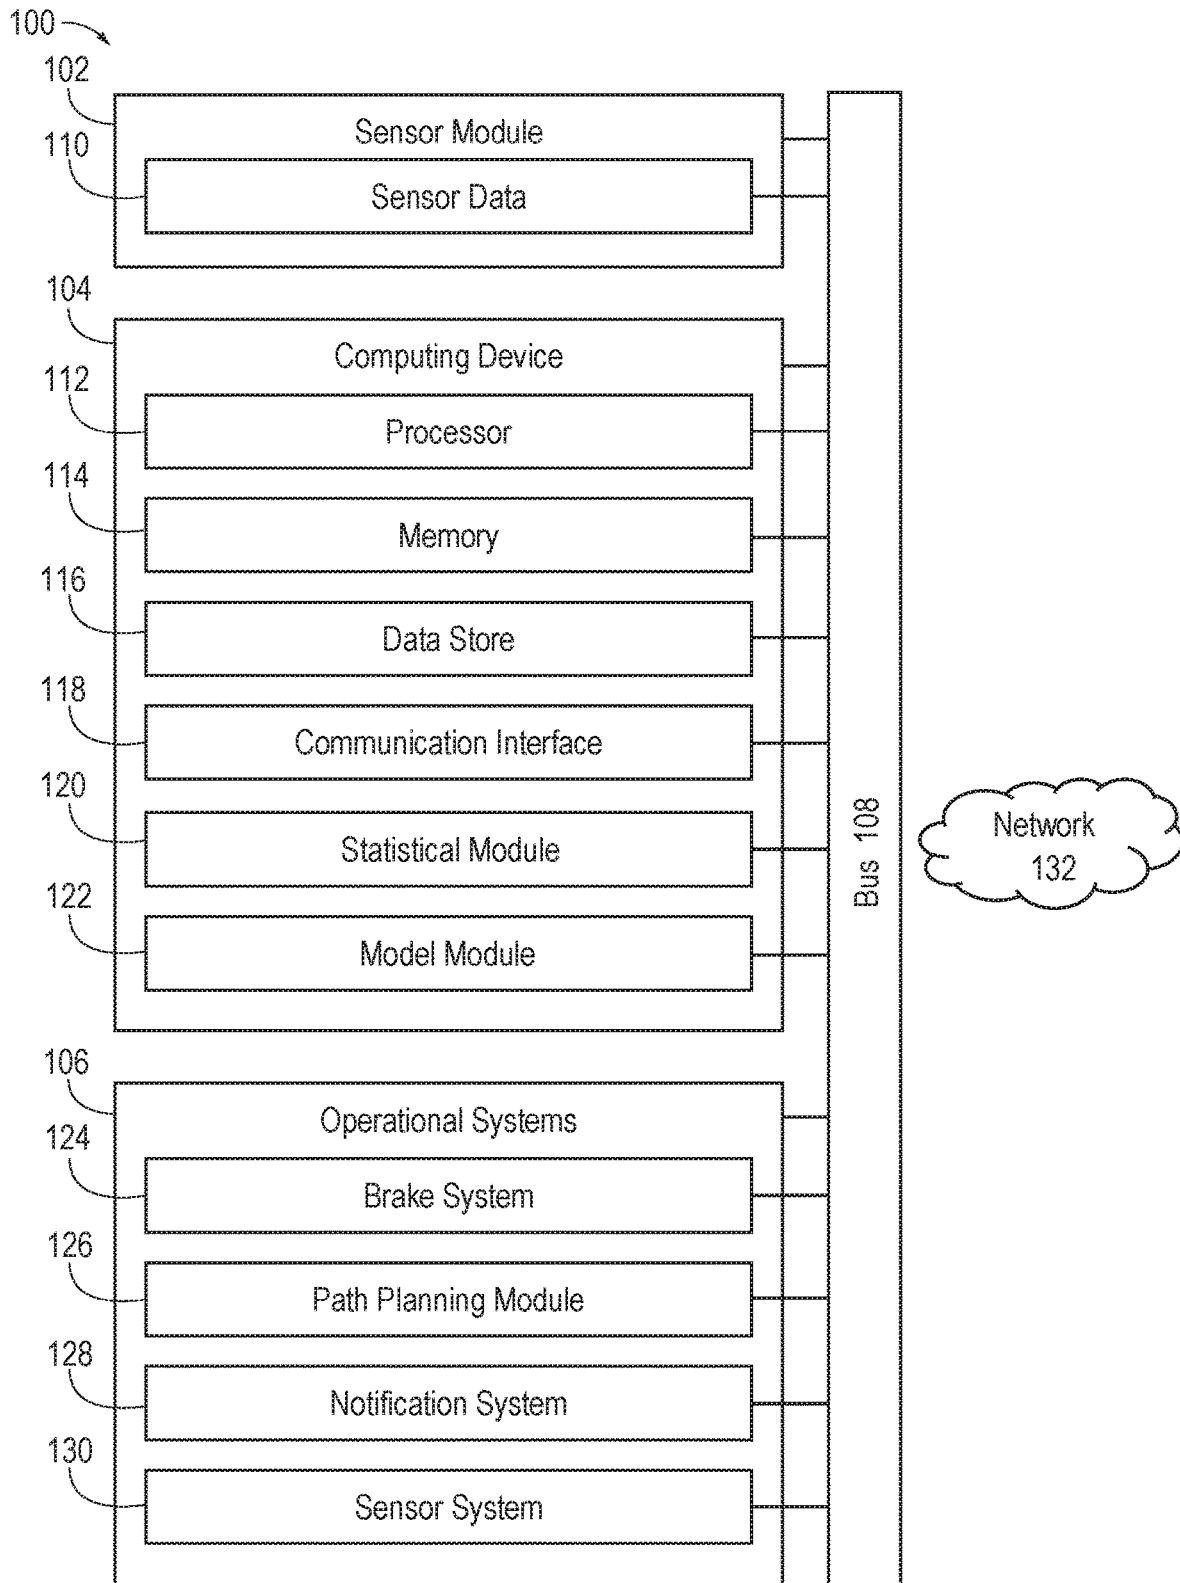 100
102
Sensor Module
110
Sensor Data
104
Computing Device
112
Processor
114
Memory
116
Data Store
118
Communication Interface
120
Statistical Module
122
Model Module
Bus 108
Network
132
106
Operational Systems
124
Brake System
126
Path Planning Module
128
Notification System
130
Sensor System